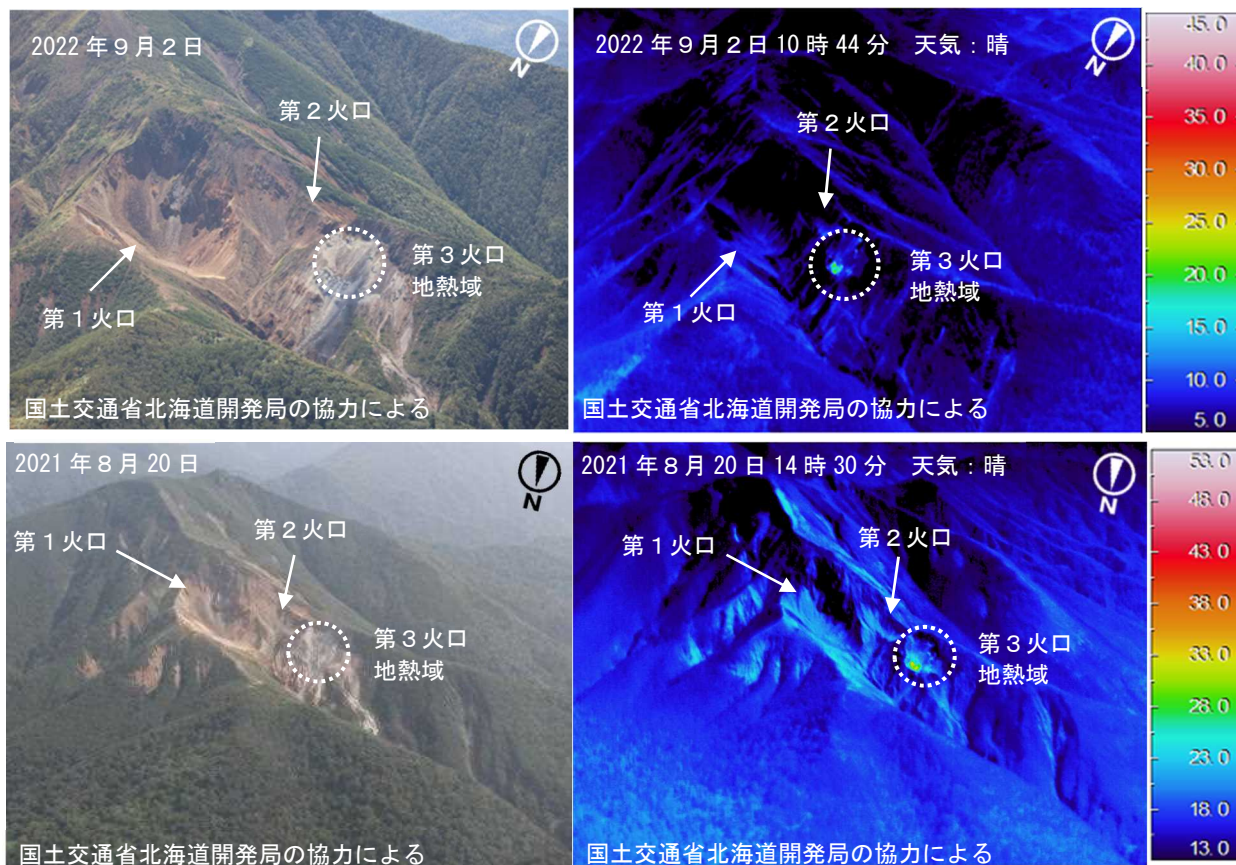 2022年9月2日
N
第2火口
第3火口
地熱域
第1火口
国土交通省北海道開発局の協力による
2022年9月2日10時44分 天気:晴
N
第2火口
第3火口
地熱域
第1火口
国土交通省北海道開発局の協力による
45.0
40.0
35.0
30.0
25.0
20.0
15.0
10.0
5.0
2021年8月20日
N
第1火口
第2火口
第3火口
地熱域
国土交通省北海道開発局の協力による
2021年8月20日14時30分 天気:晴
N
第1火口
第2火口
第3火口
地熱域
国土交通省北海道開発局の協力による
53.0
48.0
43.0
38.0
33.0
28.0
23.0
18.0
13.0